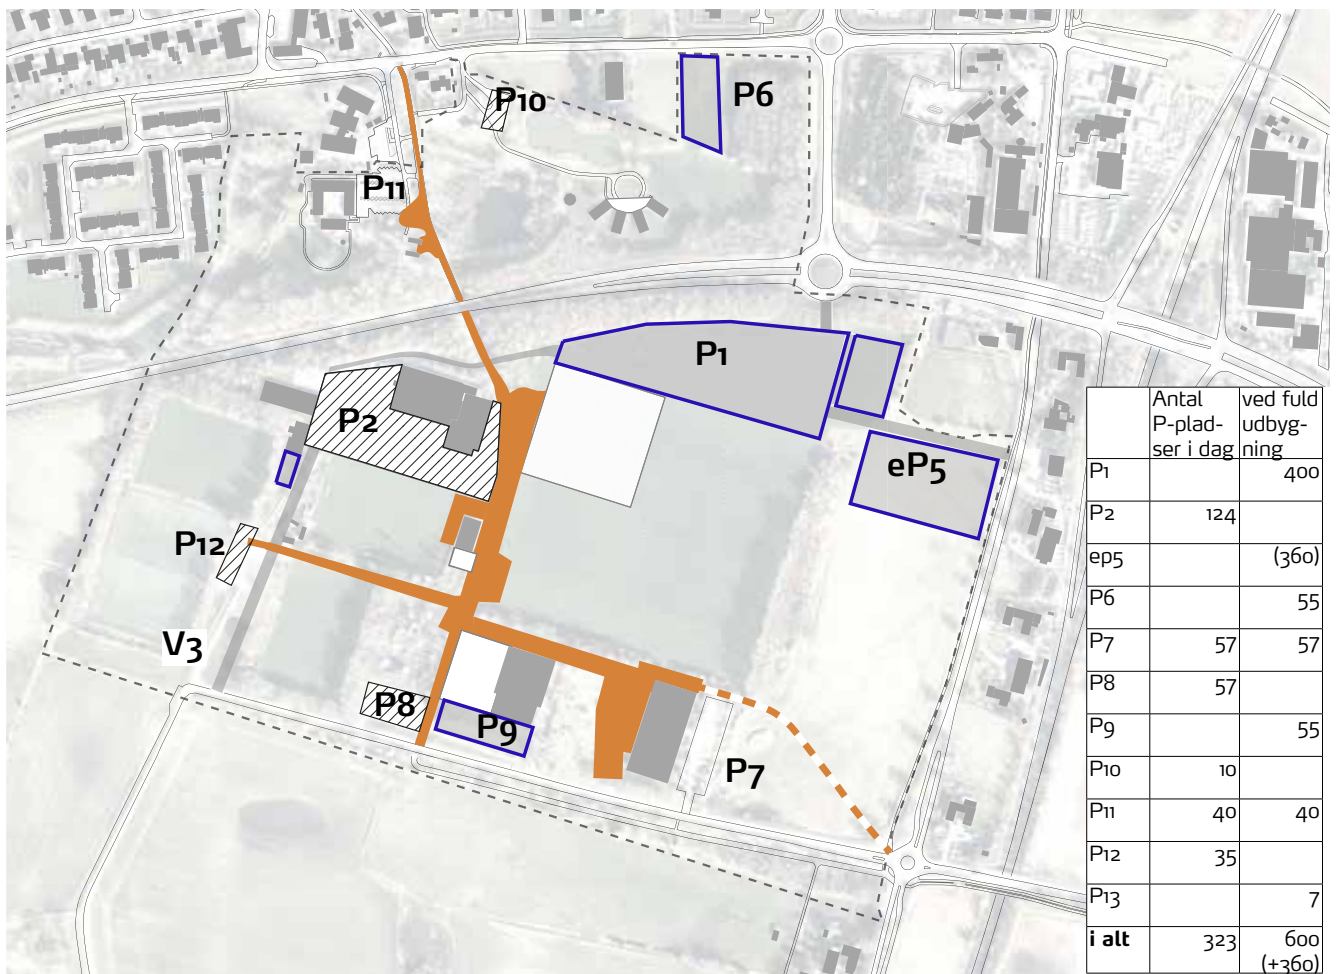 P10
P6
P11
P1
P2
eP5
P12
V3
P8
P9
P7
Antal P-plad- ser i dag | ved fuld udbyg- ning
P1 400
P2 124
ep5 (360)
P6 55
P7 57 57
P8 57
P9 55
P10 10
P11 40 40
P12 35
P13 7
i alt 323 600
(+360)